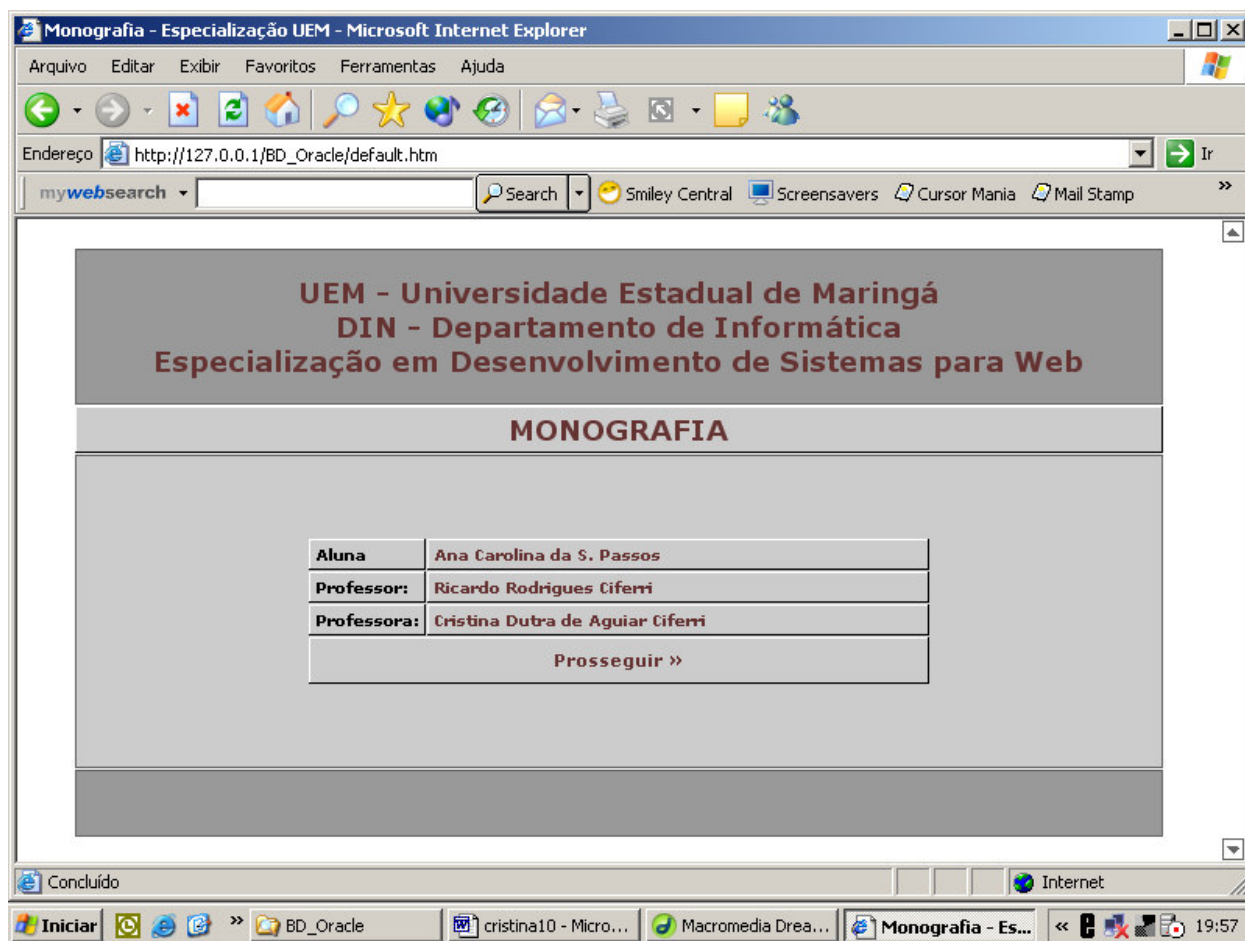 Monografia - Especialização UEM - Microsoft Internet Explorer
Arquivo Editar Exibir Favoritos Ferramentas Ajuda
Endereço http://127.0.0.1/BD_Oracle/default.htm Ir
mywebsearch Search Smiley Central Screensavers Cursor Mania Mail Stamp »
UEM - Universidade Estadual de Maringá
DIN - Departamento de Informática
Especialização em Desenvolvimento de Sistemas para Web
MONOGRAFIA
Aluna Ana Carolina da S. Passos
Professor: Ricardo Rodrigues Ciferri
Professora: Cristina Dutra de Aguiar Ciferri
Prosseguir »
Concluído Internet
Iniciar » BD_Oracle cristina10 - Micro... Macromedia Drea... Monografia - Es... « 19:57